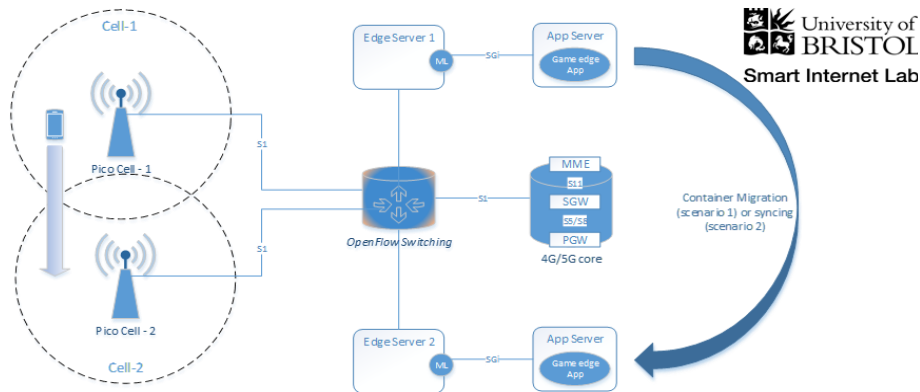 Cell-1
Pico Cell - 1
S1
Edge Server 1
ML
SGi
App Server
Game edge
App
University of
BRISTOL
Smart Internet Lab
OpenFlow Switching
S1
MME
S11
SGW
S5/S8
PGW
4G/5G core
Container Migration
(scenario 1) or syncing
(scenario 2)
S1
Pico Cell - 2
Cell-2
Edge Server 2
ML
SGi
App Server
Game edge
App